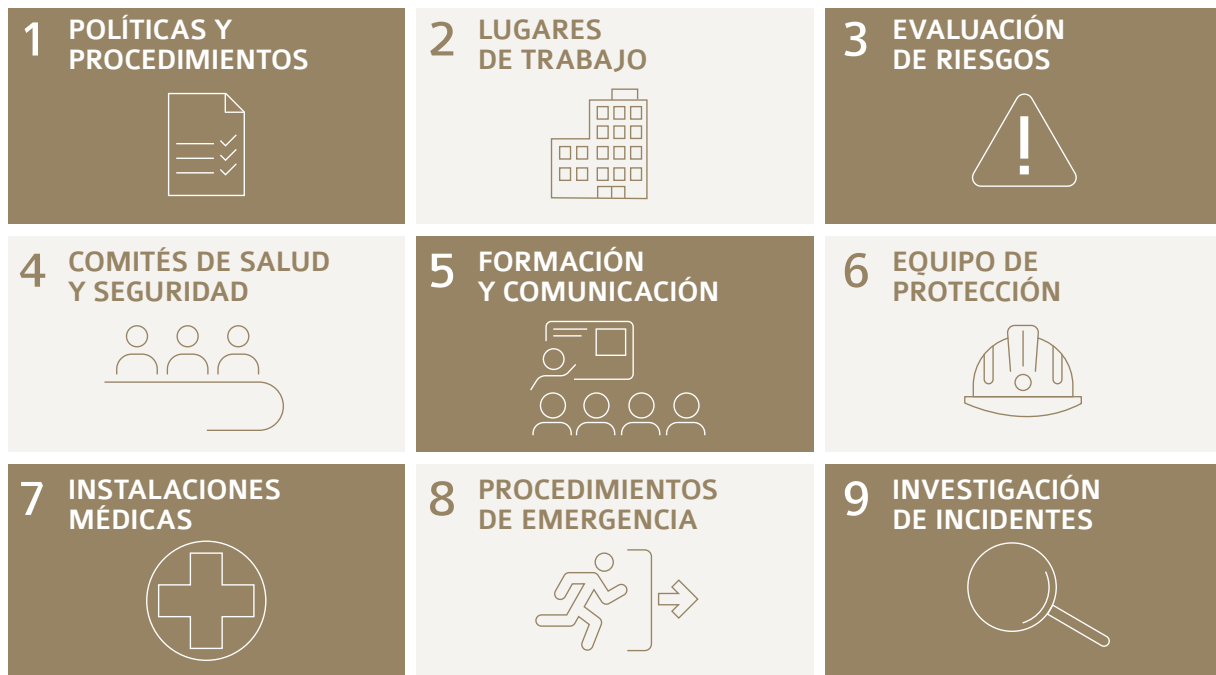 1 POLÍTICAS Y
PROCEDIMIENTOS
2 LUGARES
DE TRABAJO
3 EVALUACIÓN
DE RIESGOS
4 COMITÉS DE SALUD
Y SEGURIDAD
5 FORMACIÓN
Y COMUNICACIÓN
6 EQUIPO DE
PROTECCIÓN
7 INSTALACIONES
MÉDICAS
8 PROCEDIMIENTOS
DE EMERGENCIA
9 INVESTIGACIÓN
DE INCIDENTES